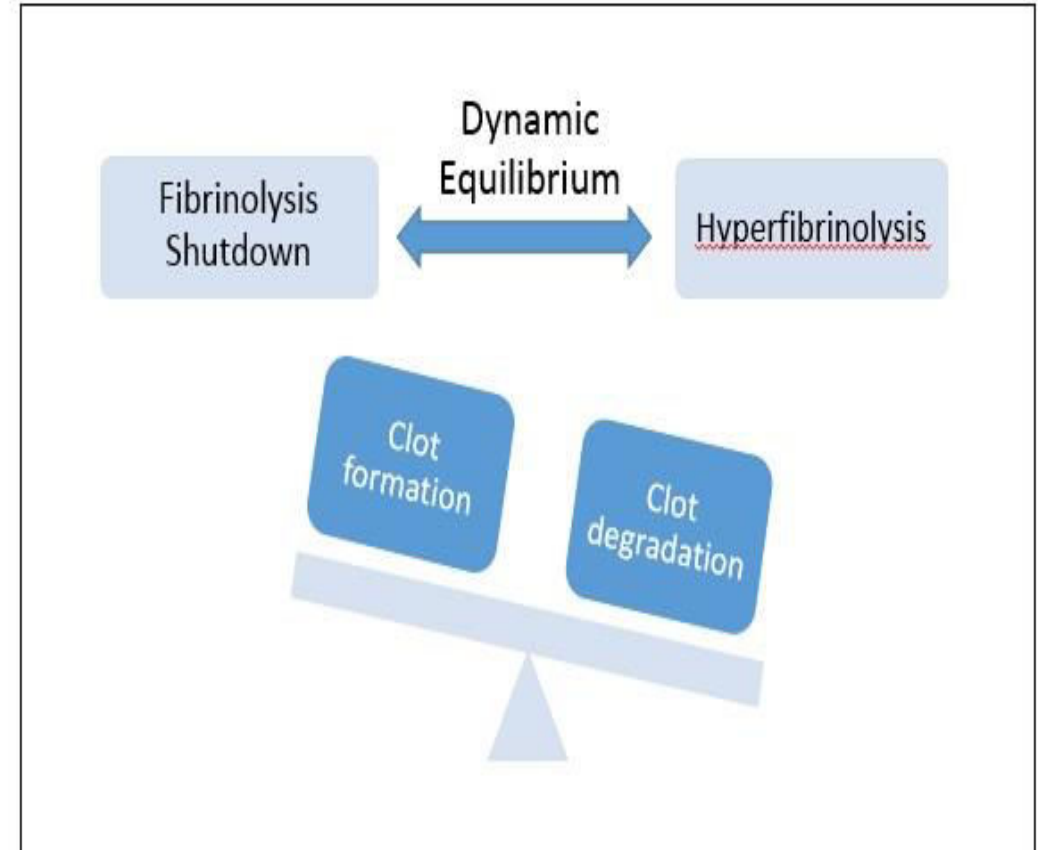 Dynamic
Equilibrium
Fibrinolysis
Shutdown
Hyperfibrinolysis
Clot
formation
Clot
degradation